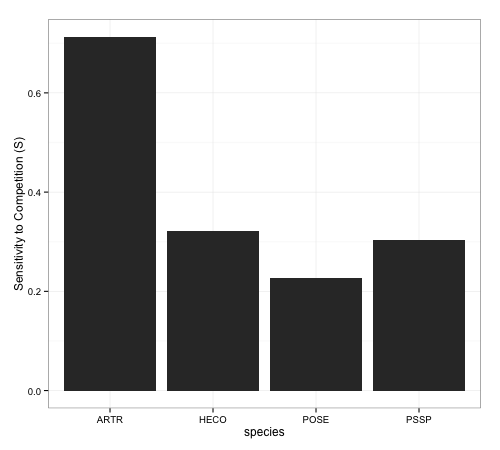 Sensitivity to Competition (S)
0.6
0.4
0.2
0.0
ARTR HECO POSE PSSP
species